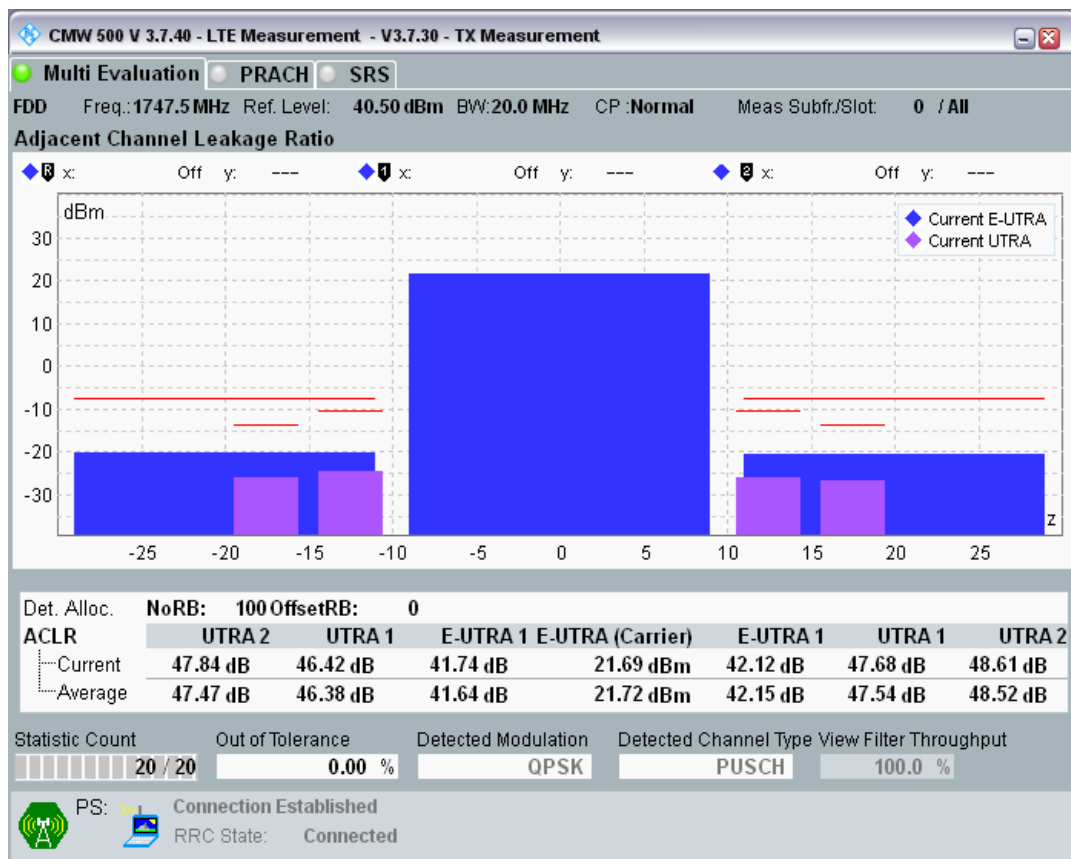 CMW 500 V 3.7.40 - LTE Measurement - V3.7.30 - TX Measurement
Multi Evaluation PRACH SRS
FDD Freq.:1747.5 MHz Ref. Level: 40.50 dBm BW:20.0 MHz CP :Normal Meas Subfr./Slot: 0 / All
Adjacent Channel Leakage Ratio
R x: Off y: --- 1 x: Off y: --- 2 x: Off y: ---
dBm
Current E-UTRA
Current UTRA
30
20
10
0
-10
-20
-30
z
-25 -20 -15 -10 -5 0 5 10 15 20 25
Det. Alloc. NoRB: 100 OffsetRB: 0
ACLR UTRA 2 UTRA 1 E-UTRA 1 E-UTRA (Carrier) E-UTRA 1 UTRA 1 UTRA 2
Current 47.84 dB 46.42 dB 41.74 dB 21.69 dBm 42.12 dB 47.68 dB 48.61 dB
Average 47.47 dB 46.38 dB 41.64 dB 21.72 dBm 42.15 dB 47.54 dB 48.52 dB
Statistic Count Out of Tolerance Detected Modulation Detected Channel Type View Filter Throughput
20 / 20 0.00 % QPSK PUSCH 100.0 %
PS: Connection Established
RRC State: Connected